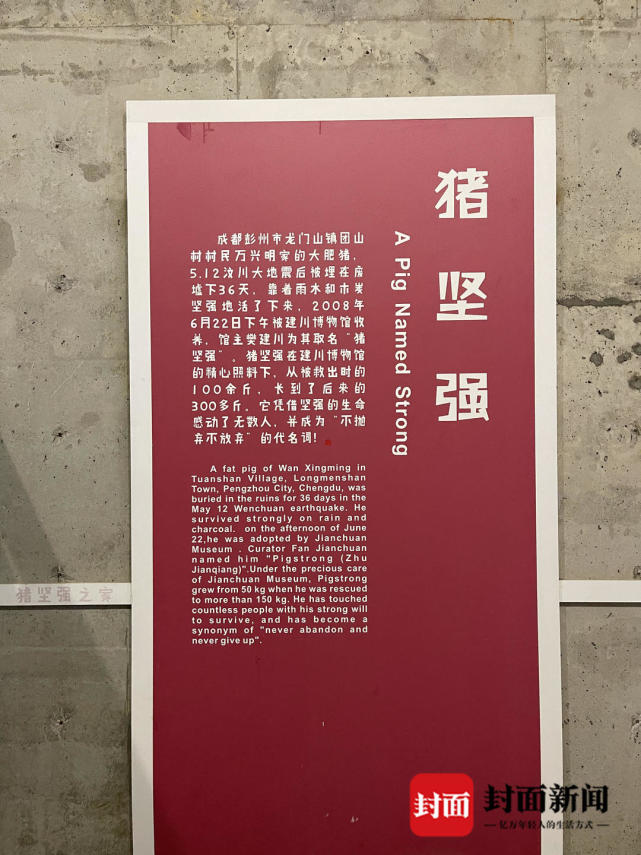 猪坚强
A Pig Named Strong
成都彭州市龙门山镇团山
村村民万兴明家的大肥猪，
5.12汶川大地震后被埋在废
墟下36天，靠着雨水和木炭
坚强地活了下来，2008年
6月22日下午被建川博物馆收
养，馆主樊建川为其取名“猪
坚强”。猪坚强在建川博物馆
的精心照料下，从被救出时的
100余斤，长到了后来的
300多斤，它凭借坚强的生命
感动了无数人，并成为“不抛
弃不放弃”的代名词！
A fat pig of Wan Xingming in
Tuanshan Village, Longmenshan
Town, Pengzhou City, Chengdu, was
buried in the ruins for 36 days in the
May 12 Wenchuan earthquake. He
survived strongly on rain and
charcoal. on the afternoon of June
22,he was adopted by Jianchuan
Museum . Curator Fan Jianchuan
named him "Pigstrong (Zhu
Jianqiang)".Under the precious care
of Jianchuan Museum, Pigstrong
grew from 50 kg when he was rescued
to more than 150 kg. He has touched
countless people with his strong will
to survive, and has become a
synonym of "never abandon and
never give up".
猪坚强之家
封面
封面新闻
亿万年轻人的生活方式